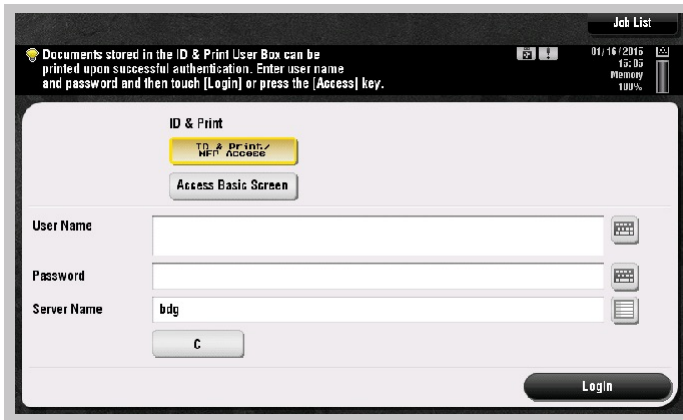 Job List
Documents stored in the ID & Print User Box can be
printed upon successful authentication. Enter user name
and password and then touch [Login] or press the [Access] key.
01/16/2015
15:05
Memory
100%
ID & Print
ID & Print/
MFP Access
Access Basic Screen
User Name
Password
Server Name
bdg
C
Login